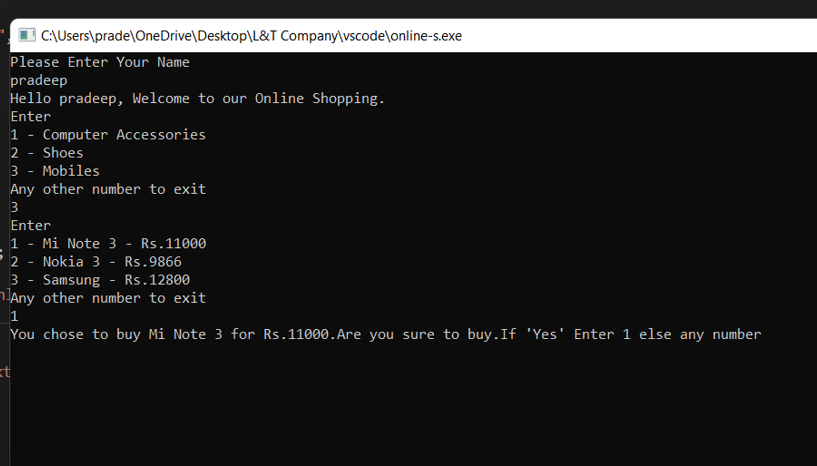 C:\Users\prade\OneDrive\Desktop\L&T Company\vscode\online-s.exe
Please Enter Your Name
pradeep
Hello pradeep, Welcome to our Online Shopping.
Enter
1 - Computer Accessories
2 - Shoes
3 - Mobiles
Any other number to exit
3
Enter
1 - Mi Note 3 - Rs.11000
2 - Nokia 3 - Rs.9866
3 - Samsung - Rs.12800
Any other number to exit
1
You chose to buy Mi Note 3 for Rs.11000.Are you sure to buy.If 'Yes' Enter 1 else any number